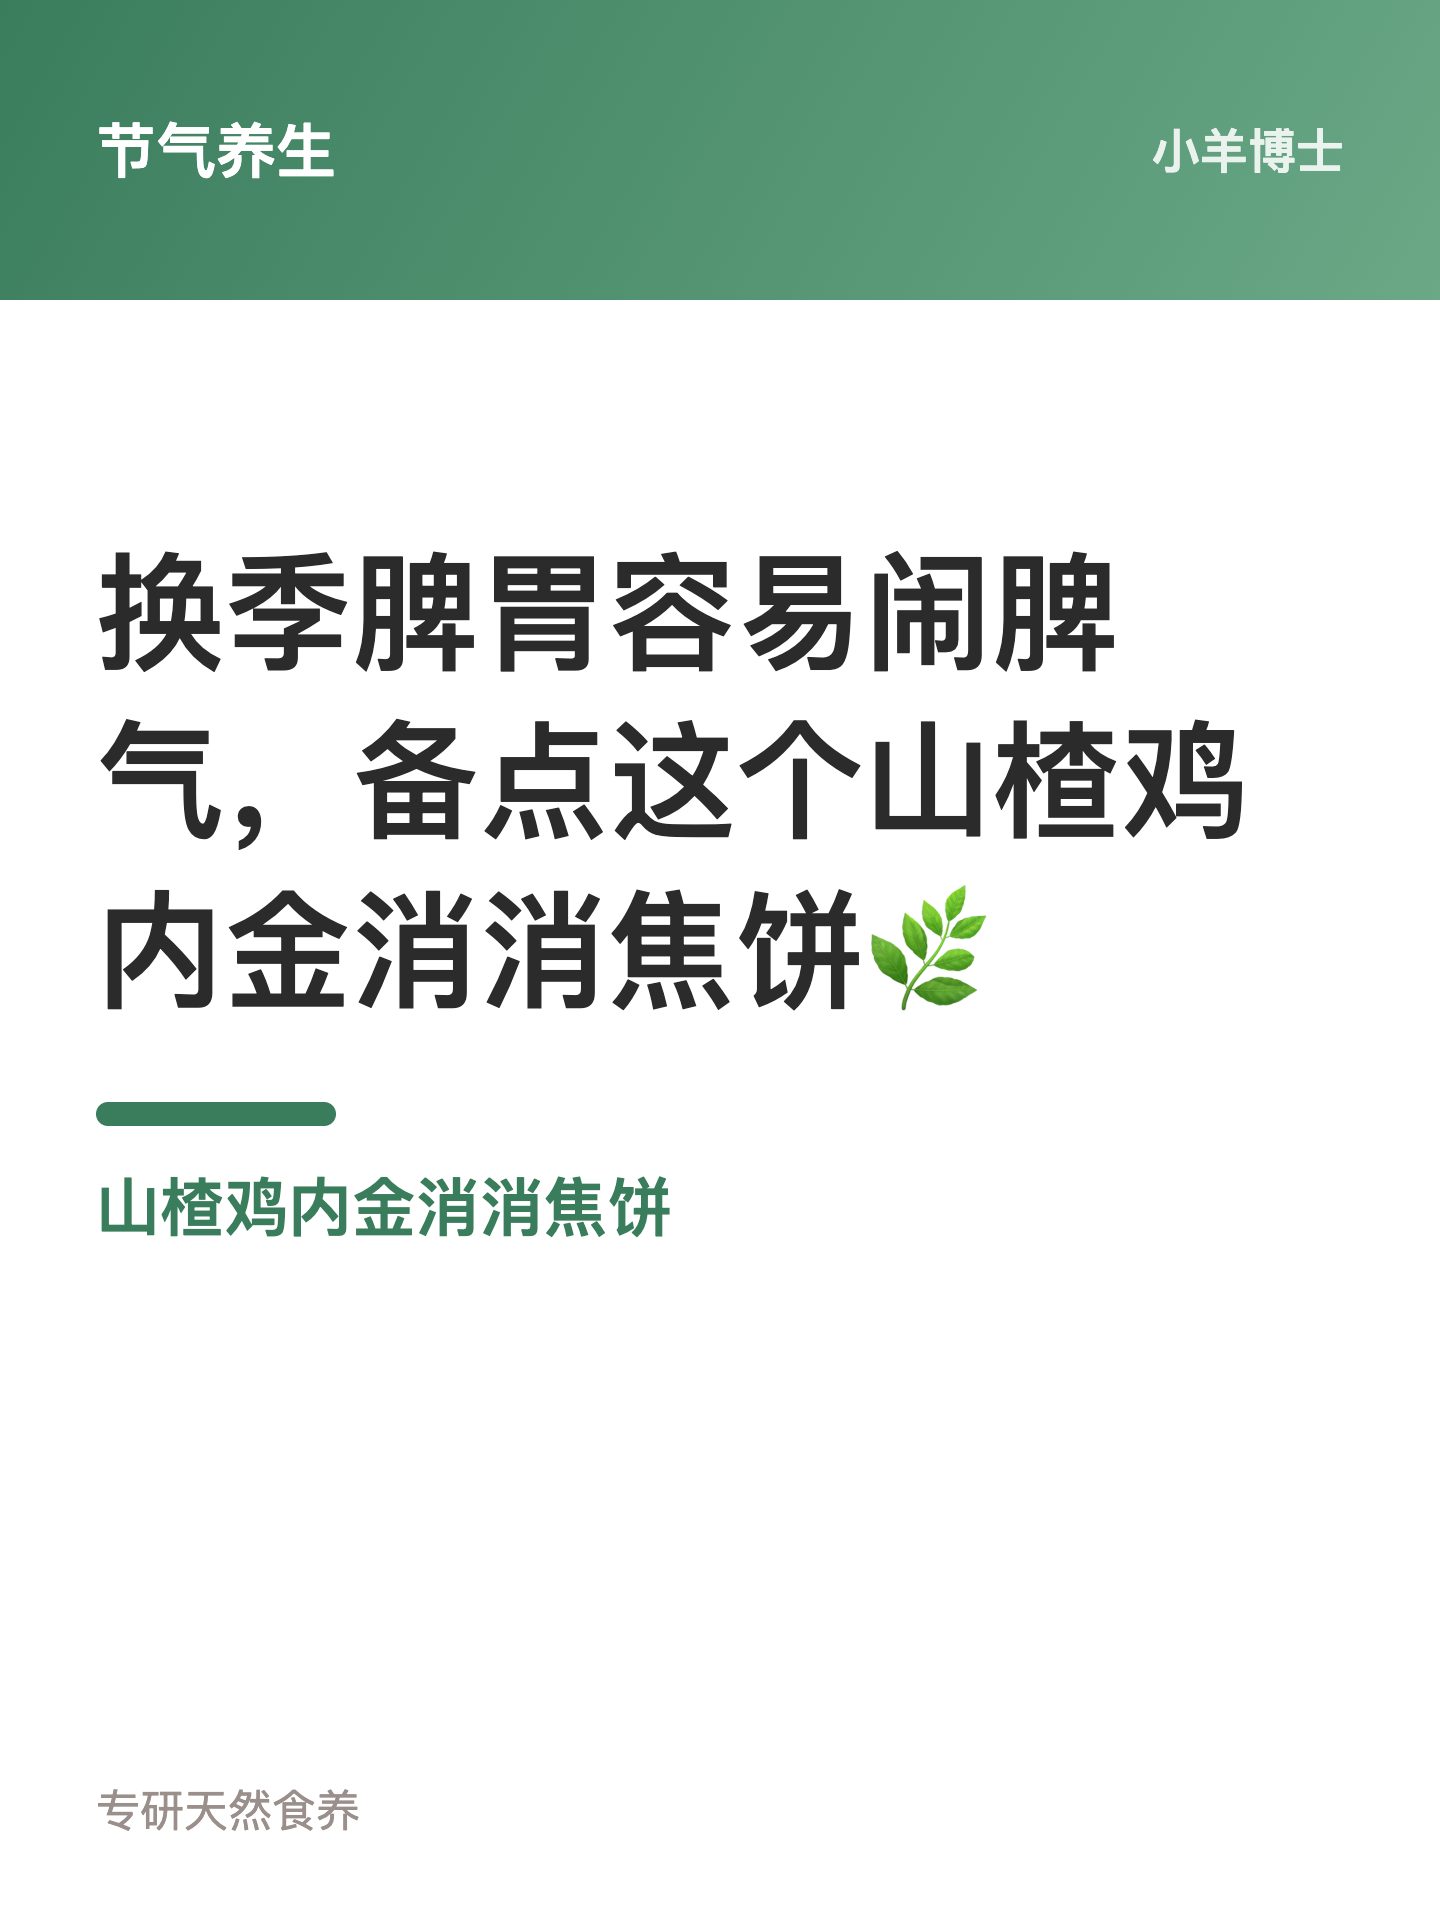 节气养生
小羊博士
换季脾胃容易闹脾
气，备点这个山楂鸡
内金消消焦饼🌿
山楂鸡内金消消焦饼
专研天然食养